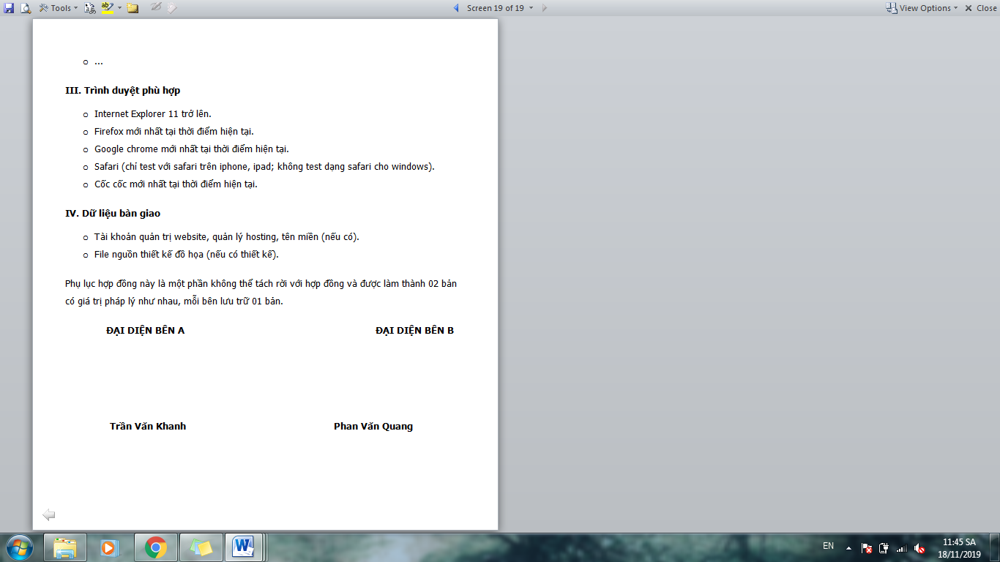 Tools
Screen 19 of 19
View Options
Close
...
III. Trình duyệt phù hợp
Internet Explorer 11 trở lên.
Firefox mới nhất tại thời điểm hiện tại.
Google chrome mới nhất tại thời điểm hiện tại.
Safari (chỉ test với safari trên iphone, ipad; không test dạng safari cho windows).
Cốc cốc mới nhất tại thời điểm hiện tại.
IV. Dữ liệu bàn giao
Tài khoản quản trị website, quản lý hosting, tên miền (nếu có).
File nguồn thiết kế đồ họa (nếu có thiết kế).
Phụ lục hợp đồng này là một phần không thể tách rời với hợp đồng và được làm thành 02 bản
có giá trị pháp lý như nhau, mỗi bên lưu trữ 01 bản.
ĐẠI DIỆN BÊN A ĐẠI DIỆN BÊN B
Trần Văn Khanh Phan Văn Quang
EN
11:45 SA
18/11/2019